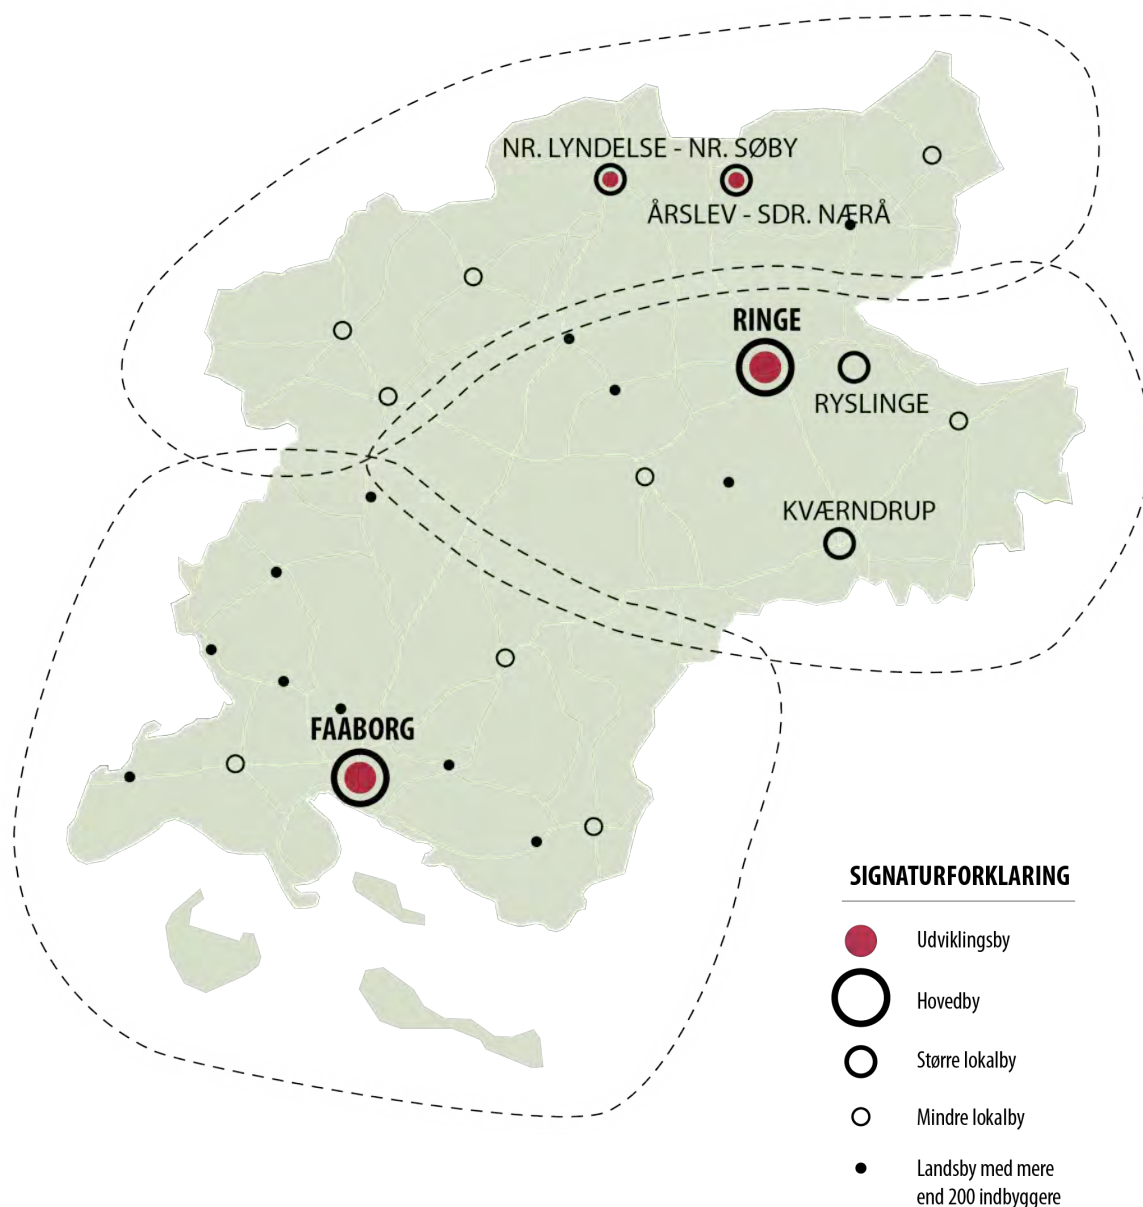 NR. LYNDELSE - NR. SØBY
ÅRSLEV - SDR. NÆRÅ
RINGE
RYSLINGE
KVÆRNDRUP
FAABORG
SIGNATURFORKLARING
Udviklingsby
Hovedby
Større lokalby
Mindre lokalby
Landsby med mere
end 200 indbyggere